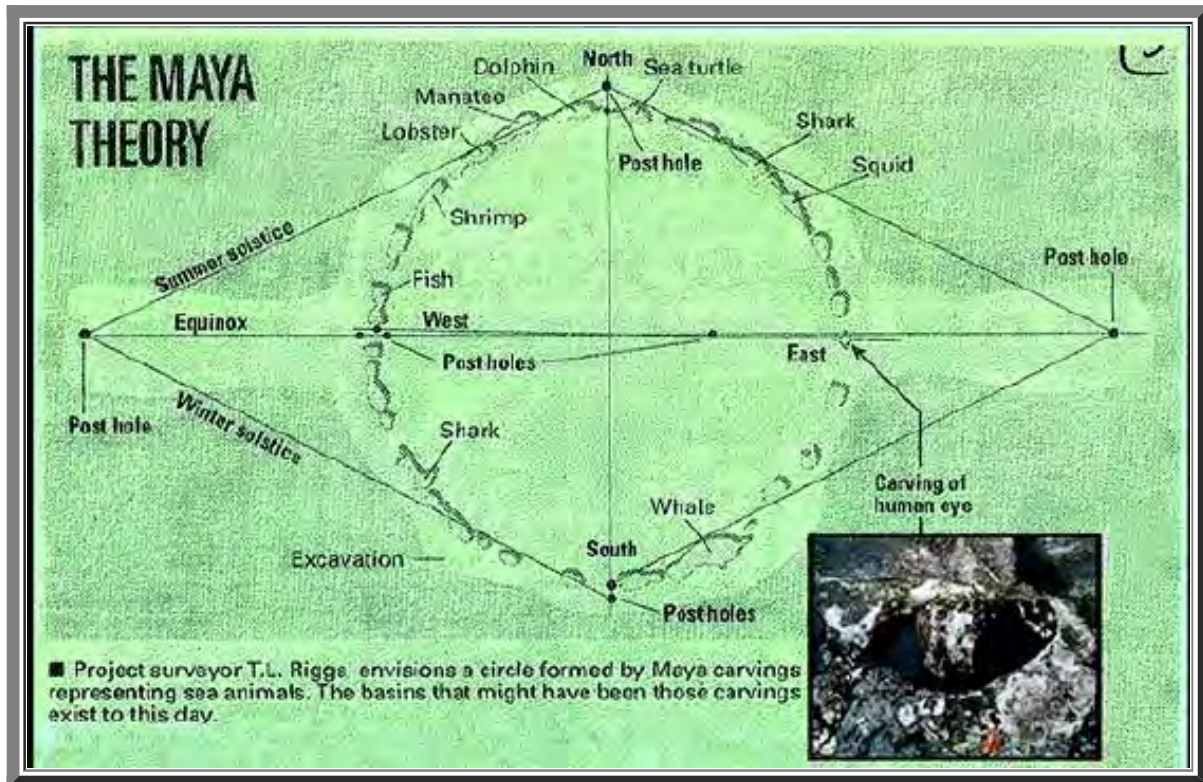 THE MAYA
THEORY
North
Dolphin
Sea turtle
Manatee
Lobster
Shark
Post hole
Squid
Shrimp
Summer solstice
Post hole
Fish
Equinox
West
East
Post holes
Post hole
Winter solstice
Shark
Carving of
human eye
Whale
South
Excavation
Post holes
■ Project surveyor T.L. Riggs envisions a circle formed by Maya carvings
representing sea animals. The basins that might have been those carvings
exist to this day.